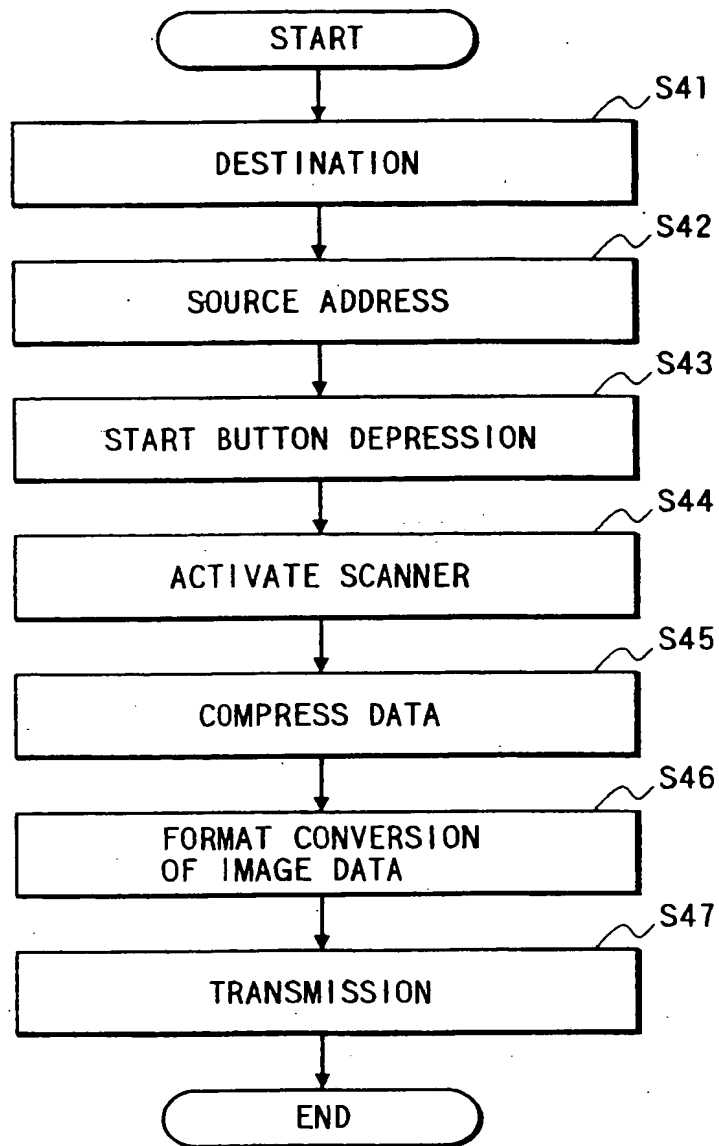 START
S41
DESTINATION
S42
SOURCE ADDRESS
S43
START BUTTON DEPRESSION
S44
ACTIVATE SCANNER
S45
COMPRESS DATA
S46
FORMAT CONVERSION
OF IMAGE DATA
S47
TRANSMISSION
END